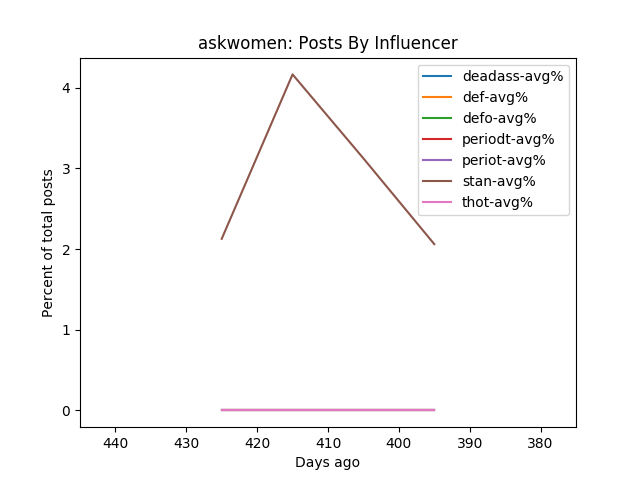 askwomen: Posts By Influencer
Percent of total posts
4
3
2
1
0
deadass-avg%
def-avg%
defo-avg%
periodt-avg%
periot-avg%
stan-avg%
thot-avg%
440 430 420 410 400 390 380
Days ago